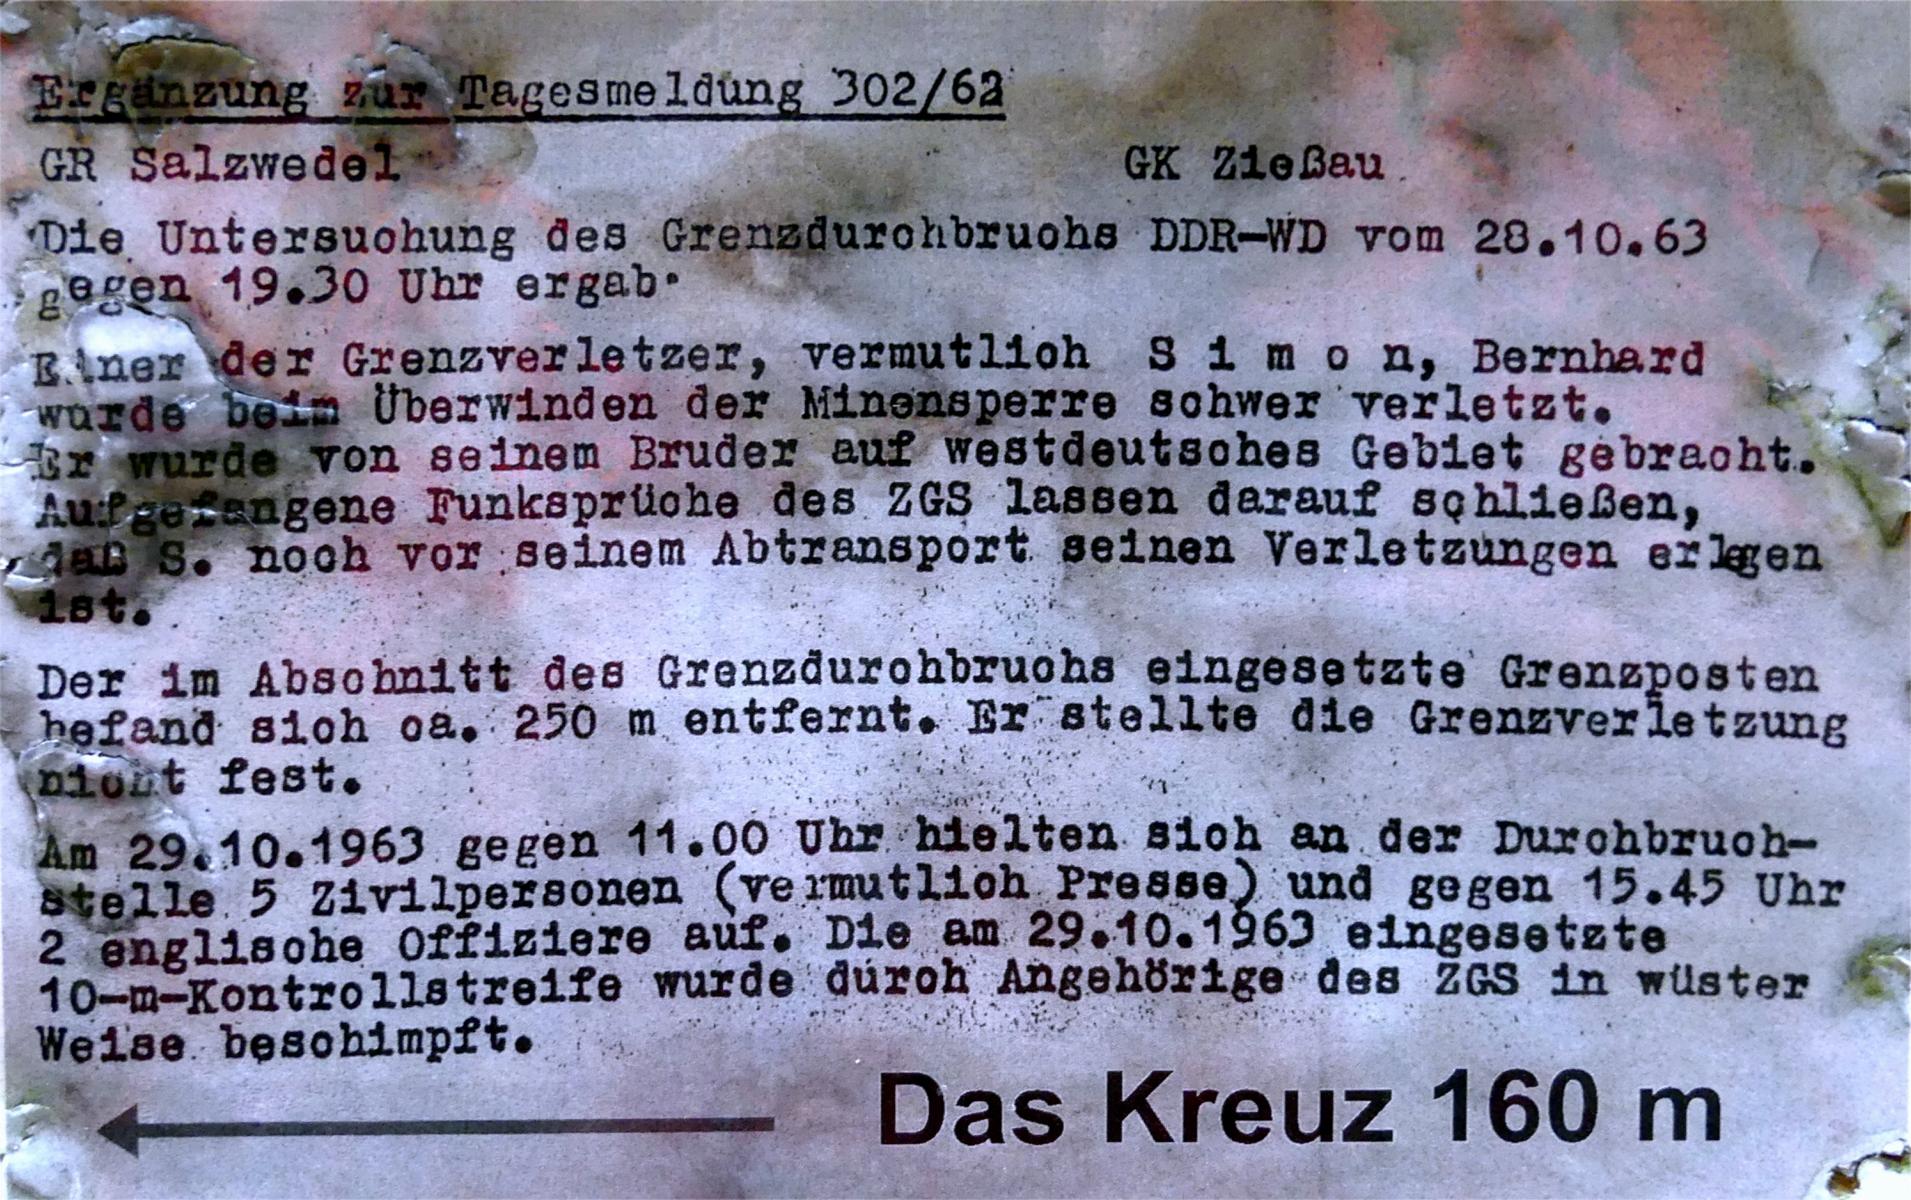 Ergänzung zur Tagesmeldung 302/62
GR Salzwedel GK Zießau
Die Untersuchung des Grenzdurchbruchs DDR-WD vom 28.10.63
gegen 19.30 Uhr ergab:
Einer der Grenzverletzer, vermutlich S i m o n, Bernhard
wurde beim Überwinden der Minensperre schwer verletzt.
Er wurde von seinem Bruder auf westdeutsches Gebiet gebracht.
Aufgefangene Funksprüche des ZGS lassen darauf schließen,
daß S. noch vor seinem Abtransport seinen Verletzungen erlegen
ist.
Der im Abschnitt des Grenzdurchbruchs eingesetzte Grenzposten
befand sich ca. 250 m entfernt. Er stellte die Grenzverletzung
nicht fest.
Am 29.10.1963 gegen 11.00 Uhr hielten sich an der Durchbruch-
stelle 5 Zivilpersonen (vermutlich Presse) und gegen 15.45 Uhr
2 englische Offiziere auf. Die am 29.10.1963 eingesetzte
10-m-Kontrollstreife wurde durch Angehörige des ZGS in wüster
Weise beschimpft.
Das Kreuz 160 m